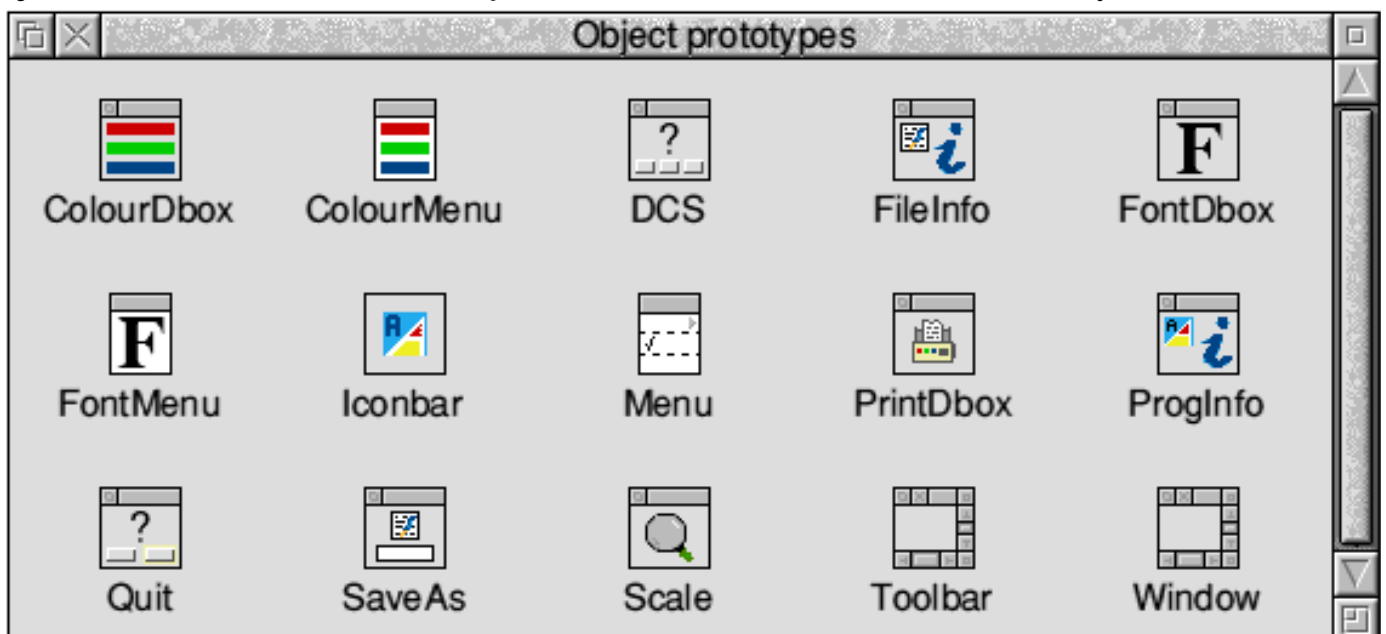 Object prototypes
ColourDbox ColourMenu DCS FileInfo FontDbox
FontMenu Iconbar Menu PrintDbox ProgInfo
Quit SaveAs Scale Toolbar Window